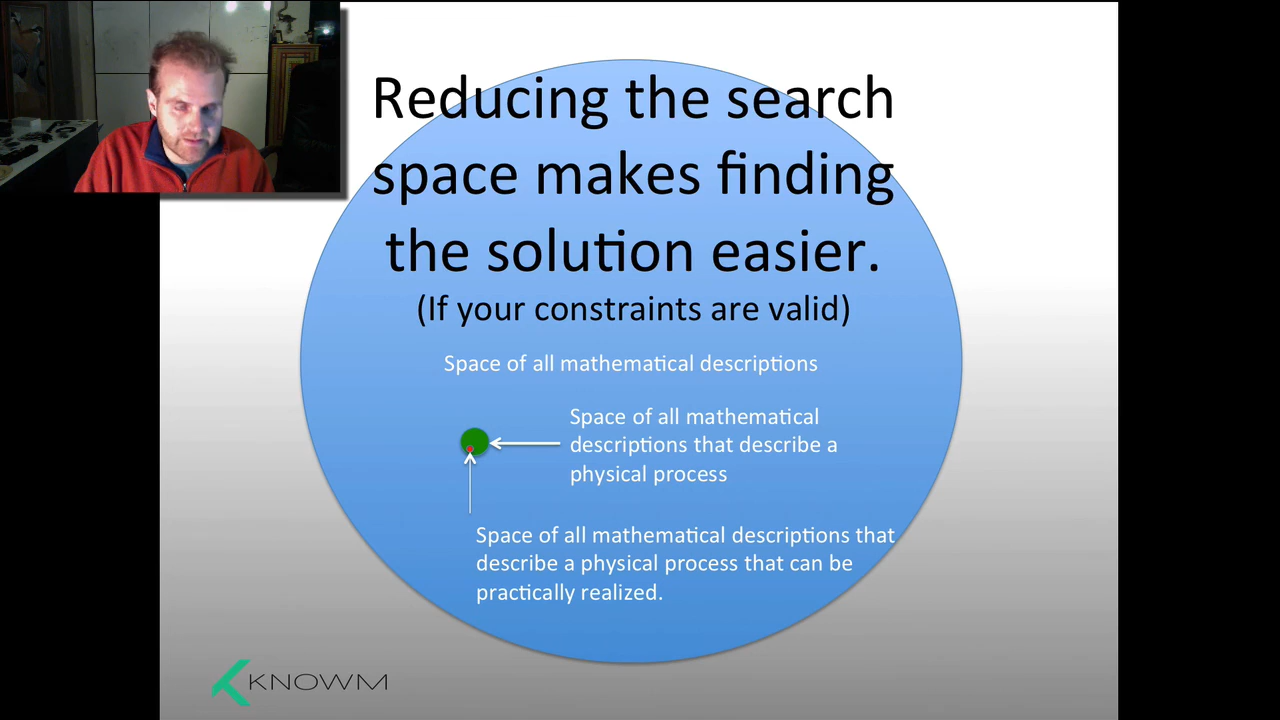 Reducing the search
space makes finding
the solution easier.
(If your constraints are valid)
Space of all mathematical descriptions
Space of all mathematical
descriptions that describe a
physical process
Space of all mathematical descriptions that
describe a physical process that can be
practically realized.
KNOWM